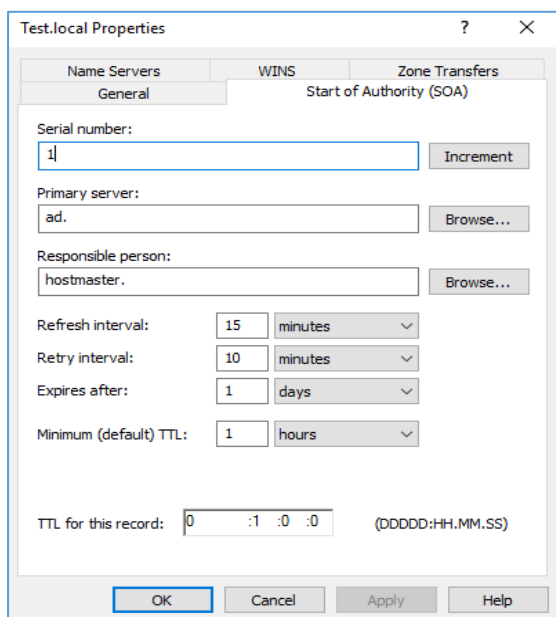 Test.local Properties ? ×
Name Servers WINS Zone Transfers
General Start of Authority (SOA)
Serial number:
1 Increment
Primary server:
ad. Browse...
Responsible person:
hostmaster. Browse...
Refresh interval: 15 minutes
Retry interval: 10 minutes
Expires after: 1 days
Minimum (default) TTL: 1 hours
TTL for this record: 0 :1 :0 :0 (DDDDD:HH.MM.SS)
OK Cancel Apply Help